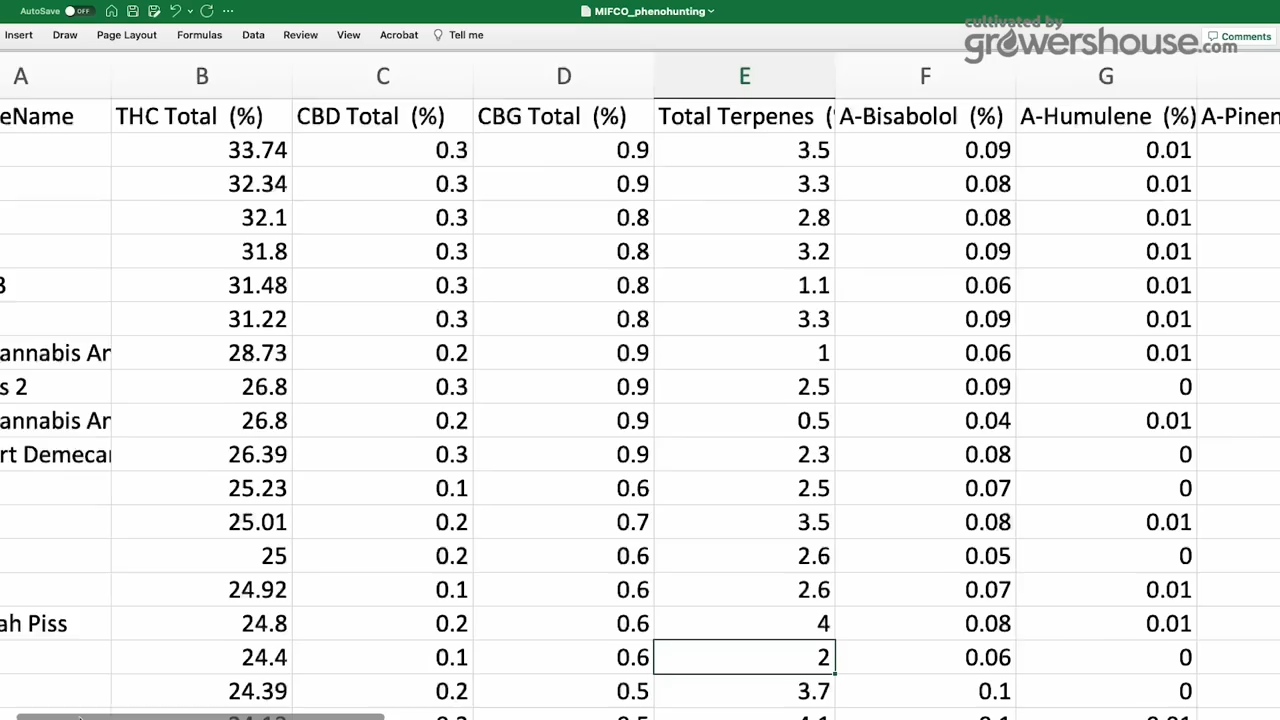 AutoSave OFF MIFCO_phenohunting
Insert Draw Page Layout Formulas Data Review View Acrobat Tell me Comments
cultivated by
growershouse.com
A B C D E F G
eName THC Total (%) CBD Total (%) CBG Total (%) Total Terpenes ( A-Bisabolol (%) A-Humulene (%) A-Pinen
33.74 0.3 0.9 3.5 0.09 0.01
32.34 0.3 0.9 3.3 0.08 0.01
32.1 0.3 0.8 2.8 0.08 0.01
31.8 0.3 0.8 3.2 0.09 0.01
3 31.48 0.3 0.8 1.1 0.06 0.01
31.22 0.3 0.8 3.3 0.09 0.01
annabis Ar 28.73 0.2 0.9 1 0.06 0.01
s 2 26.8 0.3 0.9 2.5 0.09 0
annabis Ar 26.8 0.2 0.9 0.5 0.04 0.01
rt Demecar 26.39 0.3 0.9 2.3 0.08 0
25.23 0.1 0.6 2.5 0.07 0
25.01 0.2 0.7 3.5 0.08 0.01
25 0.2 0.6 2.6 0.05 0
24.92 0.1 0.6 2.6 0.07 0.01
ah Piss 24.8 0.2 0.6 4 0.08 0.01
24.4 0.1 0.6 2 0.06 0
24.39 0.2 0.5 3.7 0.1 0